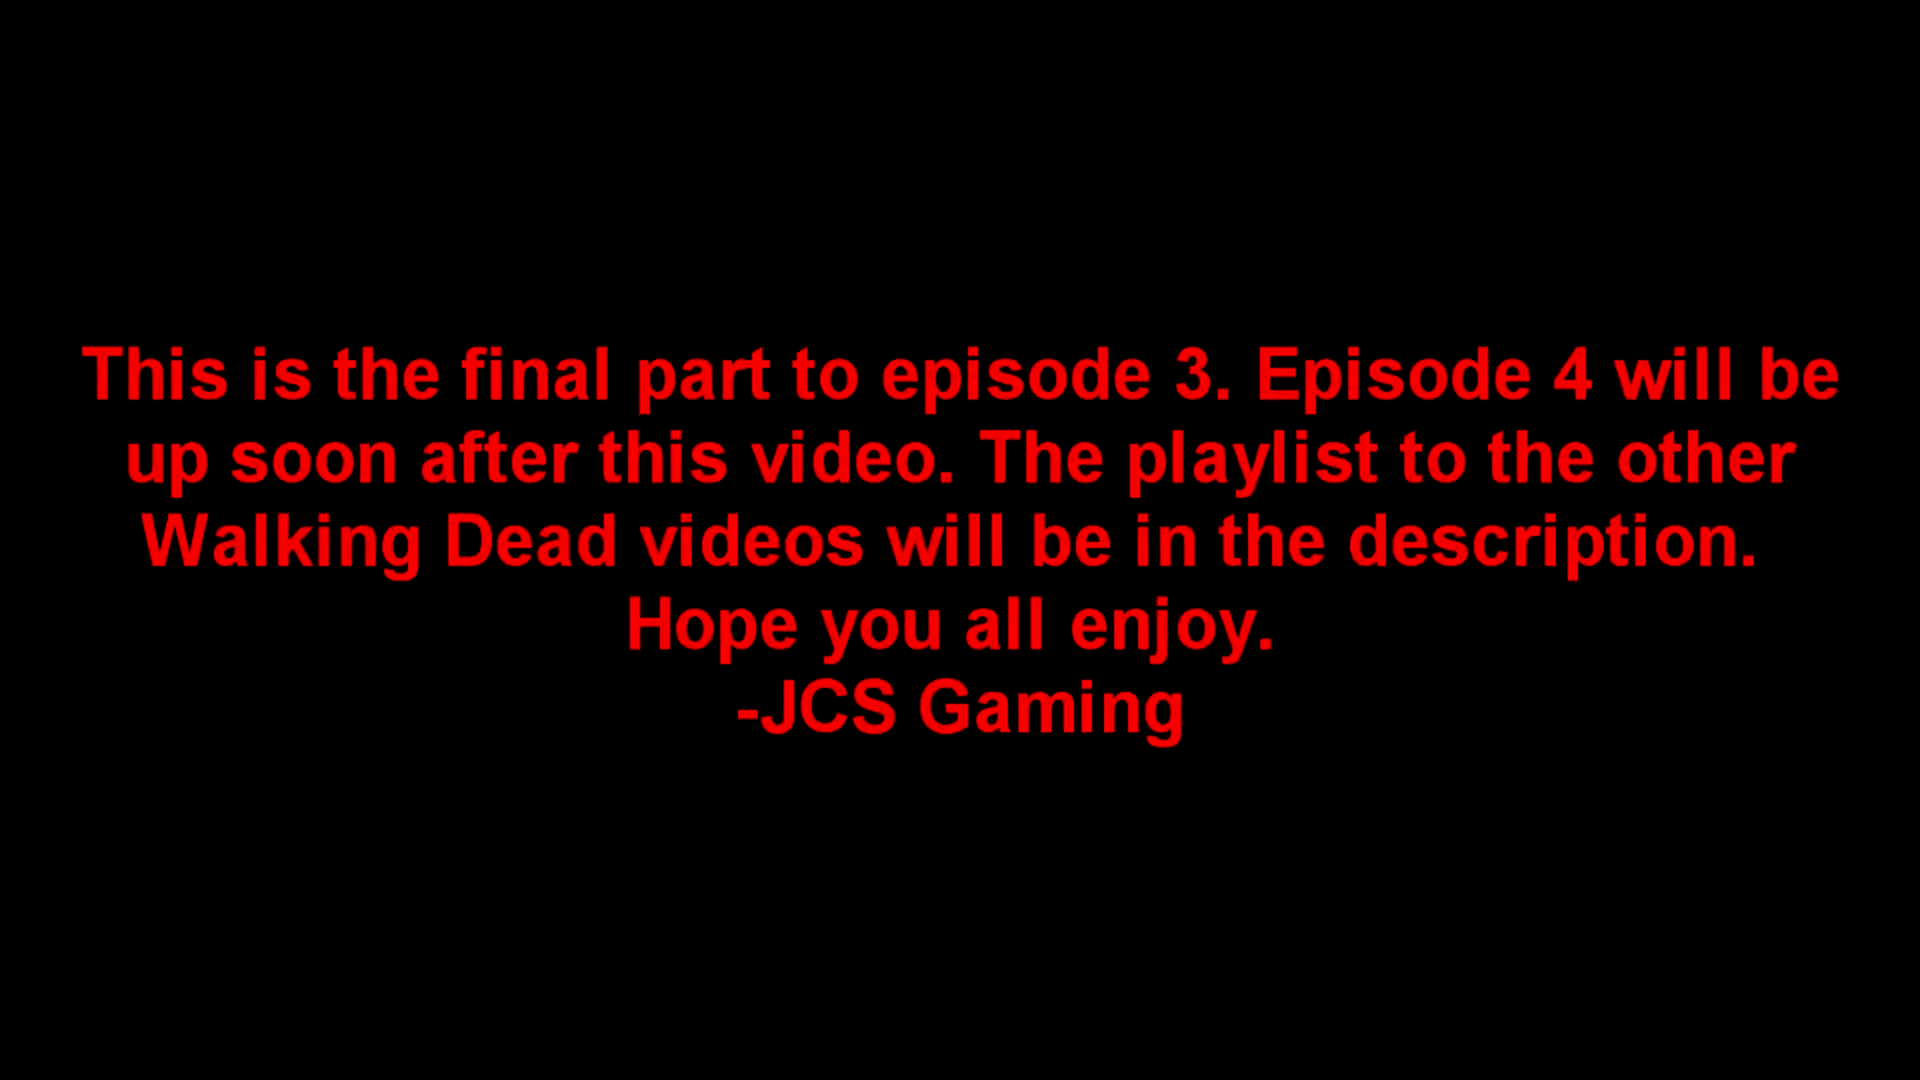 This is the final part to episode 3. Episode 4 will be
up soon after this video. The playlist to the other
Walking Dead videos will be in the description.
Hope you all enjoy.
-JCS Gaming